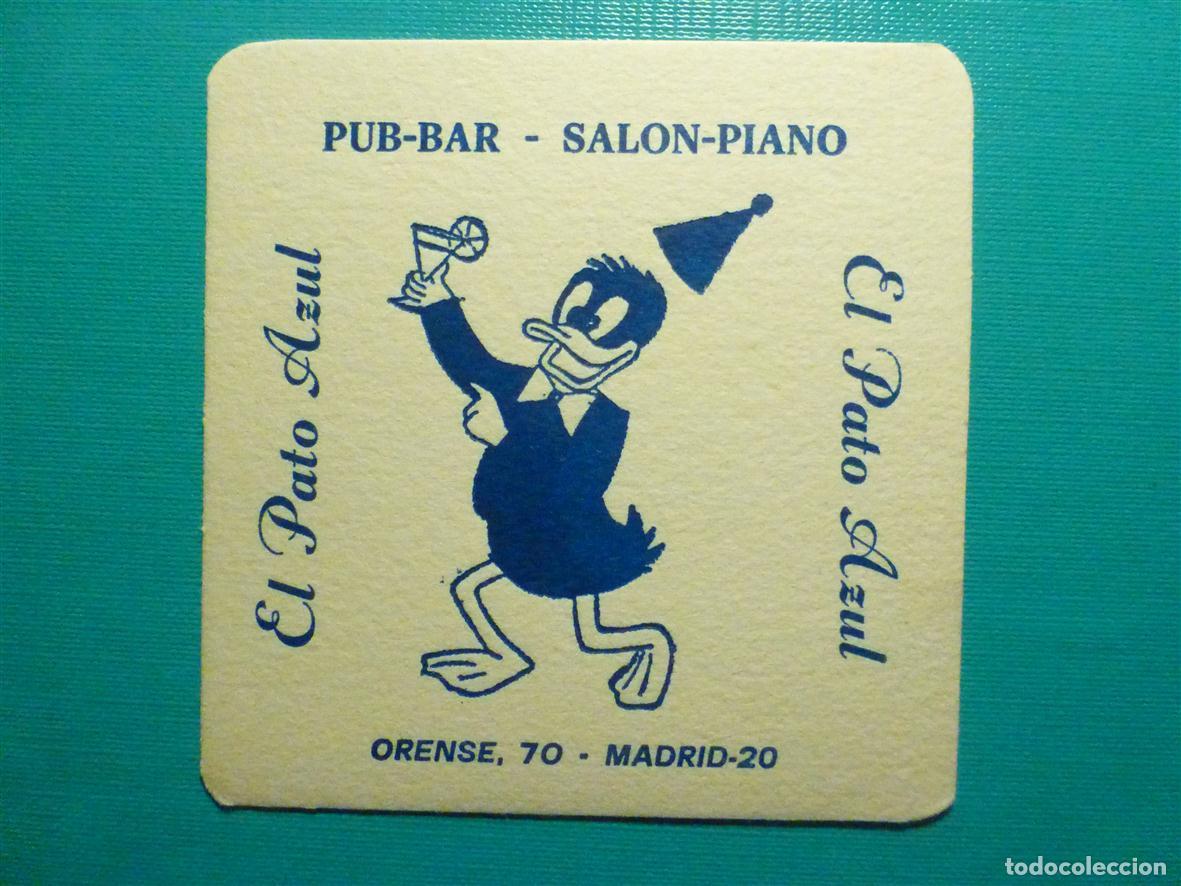 PUB-BAR - SALON-PIANO
El Pato Azul
El Pato Azul
ORENSE, 70 - MADRID-20
todocoleccion